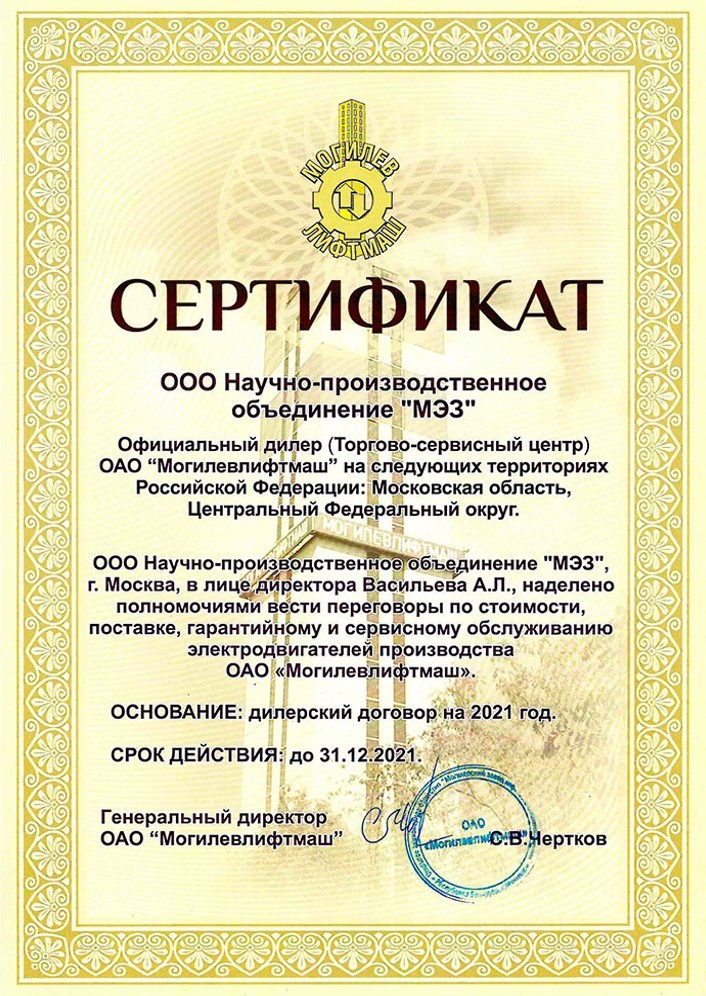 МОГИЛЕВ
ЛИФТМАШ
СЕРТИФИКАТ
ООО Научно-производственное
объединение "МЭЗ"
Официальный дилер (Торгово-сервисный центр)
ОАО “Могилевлифтмаш” на следующих территориях
Российской Федерации: Московская область,
Центральный Федеральный округ.
МОГИЛЕВЛИФТМАШ
ООО Научно-производственное объединение "МЭЗ",
г. Москва, в лице директора Васильева А.Л., наделено
полномочиями вести переговоры по стоимости,
поставке, гарантийному и сервисному обслуживанию
электродвигателей производства
ОАО «Могилевлифтмаш».
ОСНОВАНИЕ: дилерский договор на 2021 год.
СРОК ДЕЙСТВИЯ: до 31.12.2021.
Генеральный директор
ОАО “Могилевлифтмаш”
С.В.Чертков
ОАО
«Могилевлифтмаш»